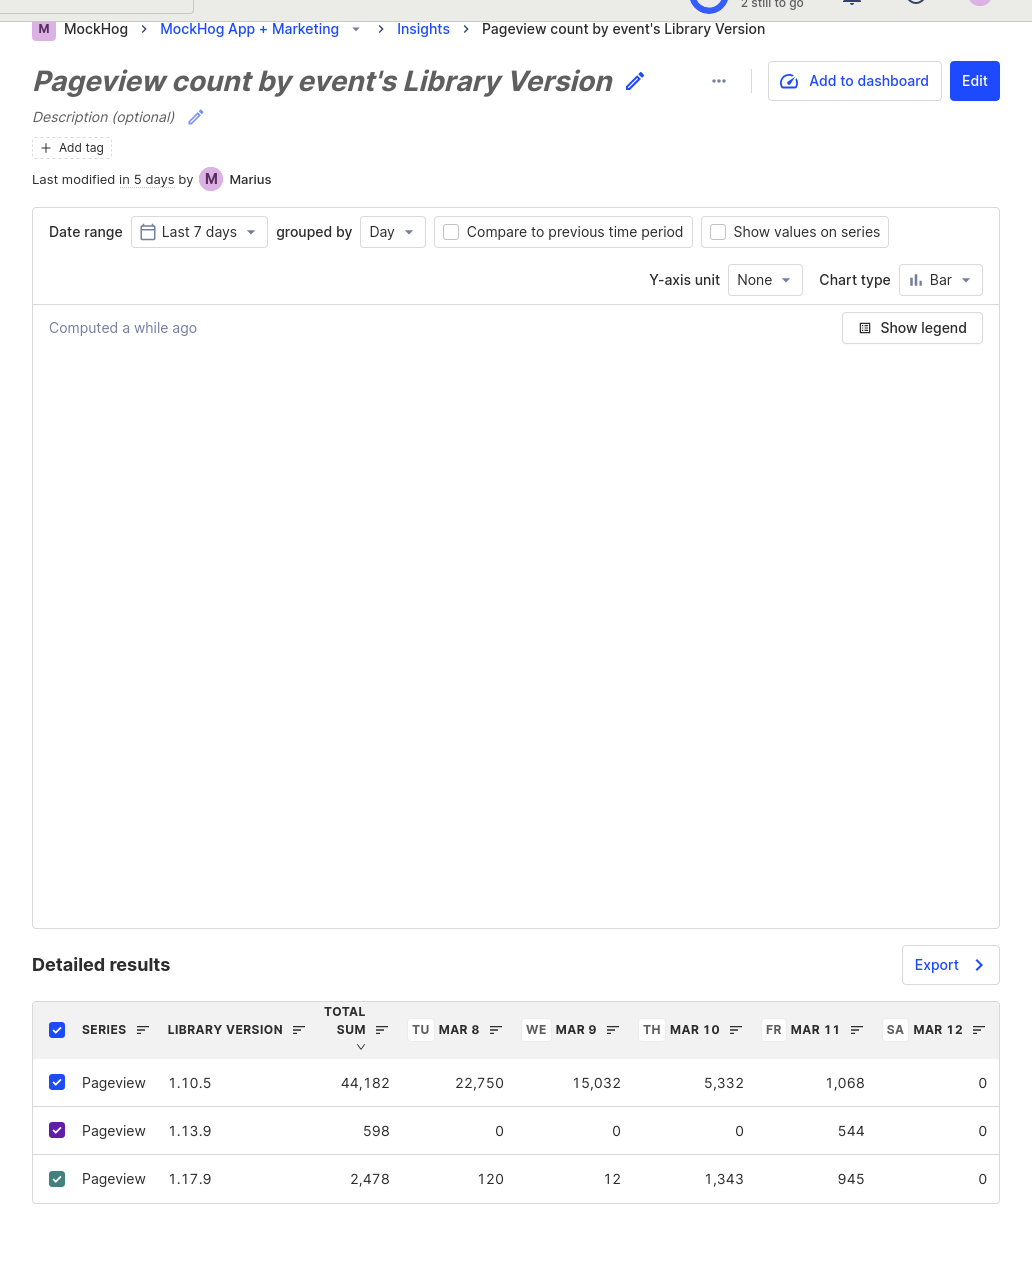 2 still to go
M MockHog > MockHog App + Marketing > Insights > Pageview count by event's Library Version
Pageview count by event's Library Version
Add to dashboard
Edit
Description (optional)
+ Add tag
Last modified in 5 days by M Marius
Date range Last 7 days grouped by Day Compare to previous time period Show values on series
Y-axis unit None Chart type Bar
Computed a while ago Show legend
Detailed results Export
SERIES LIBRARY VERSION TOTAL SUM TU MAR 8 WE MAR 9 TH MAR 10 FR MAR 11 SA MAR 12
Pageview 1.10.5 44,182 22,750 15,032 5,332 1,068 0
Pageview 1.13.9 598 0 0 0 544 0
Pageview 1.17.9 2,478 120 12 1,343 945 0